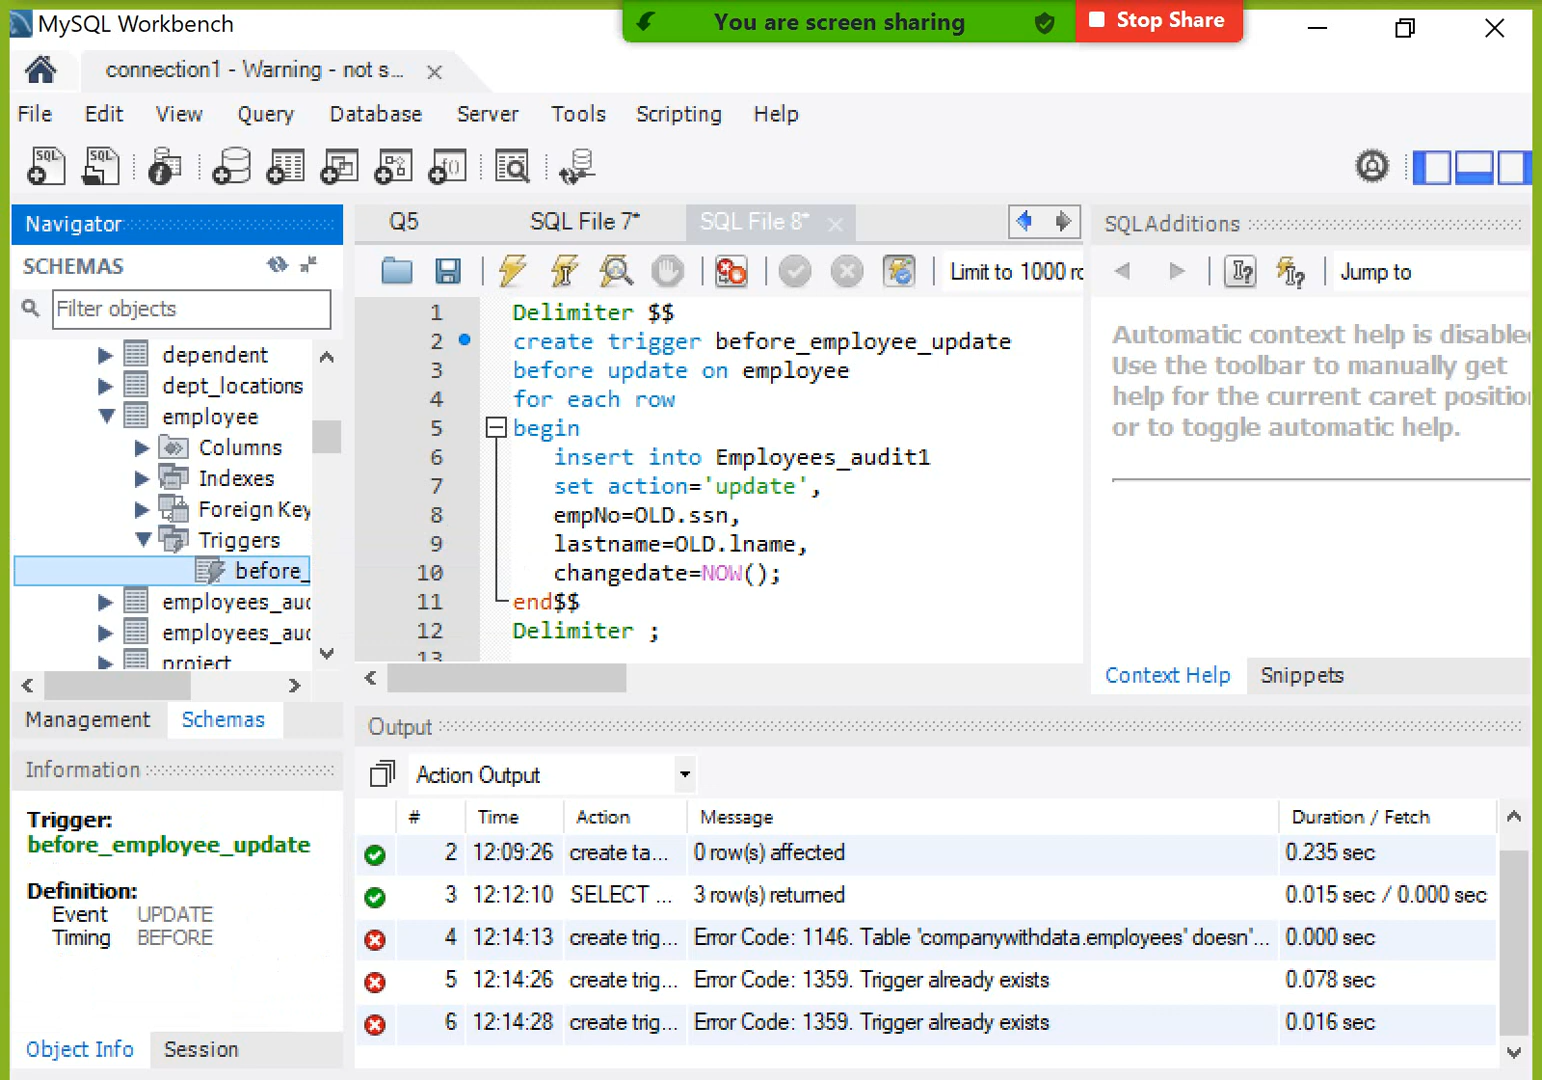 MySQL Workbench
You are screen sharing
Stop Share
connection1 - Warning - not s...
File Edit View Query Database Server Tools Scripting Help
Navigator
SCHEMAS
Filter objects
dependent
dept_locations
employee
Columns
Indexes
Foreign Key
Triggers
before_
employees_auc
employees_auc
project
Management Schemas
Information
Trigger:
before_employee_update
Definition:
Event UPDATE
Timing BEFORE
Object Info Session
Q5 SQL File 7* SQL File 8*
Limit to 1000 ro
1 Delimiter $$
2 create trigger before_employee_update
3 before update on employee
4 for each row
5 begin
6 insert into Employees_audit1
7 set action='update',
8 empNo=OLD.ssn,
9 lastname=OLD.lname,
10 changedate=NOW();
11 end$$
12 Delimiter ;
13
SQLAdditions
Jump to
Automatic context help is disable
Use the toolbar to manually get
help for the current caret position
or to toggle automatic help.
Context Help Snippets
Output
Action Output
# Time Action Message Duration / Fetch
2 12:09:26 create ta... 0 row(s) affected 0.235 sec
3 12:12:10 SELECT ... 3 row(s) returned 0.015 sec / 0.000 sec
4 12:14:13 create trig... Error Code: 1146. Table 'companywithdata.employees' doesn'... 0.000 sec
5 12:14:26 create trig... Error Code: 1359. Trigger already exists 0.078 sec
6 12:14:28 create trig... Error Code: 1359. Trigger already exists 0.016 sec